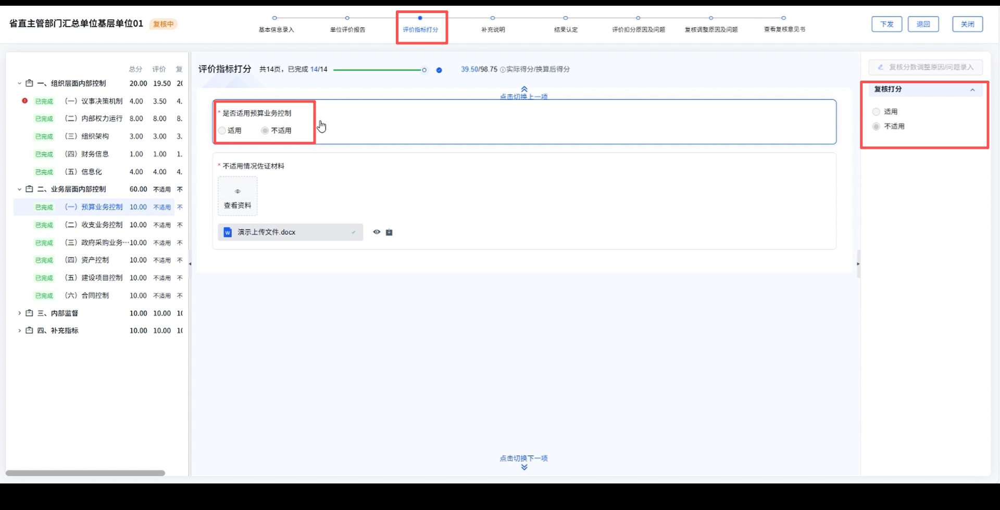 省直主管部门汇总单位基层单位01 复核中
基本信息录入 单位评价报告 评价指标打分 补充说明 结果认定 评价扣分原因及问题 复核调整原因及问题 查看复核意见书
下发 退回 关闭
总分 评价 复
一、组织层面内部控制 20.00 19.50 20
已完成 （一）议事决策机制 4.00 3.50 4.
已完成 （二）内部权力运行 8.00 8.00 8.
已完成 （三）组织架构 3.00 3.00 3.
已完成 （四）财务信息 1.00 1.00 1.
已完成 （五）信息化 4.00 4.00 4.
二、业务层面内部控制 60.00 不适用 不
已完成 （一）预算业务控制 10.00 不适用 不
已完成 （二）收支业务控制 10.00 不适用 不
已完成 （三）政府采购业务… 10.00 不适用 不
已完成 （四）资产控制 10.00 不适用 不
已完成 （五）建设项目控制 10.00 不适用 不
已完成 （六）合同控制 10.00 不适用 不
三、内部监督 10.00 10.00 10
四、补充指标 10.00 10.00 10
评价指标打分 共14页，已完成 14/14 39.50/98.75 实际得分/换算后得分
点击切换上一项
* 是否适用预算业务控制
适用 不适用
* 不适用情况佐证材料
查看资料
W 演示上传文件.docx
点击切换下一项
复核分数调整原因/问题录入
复核打分
适用
不适用